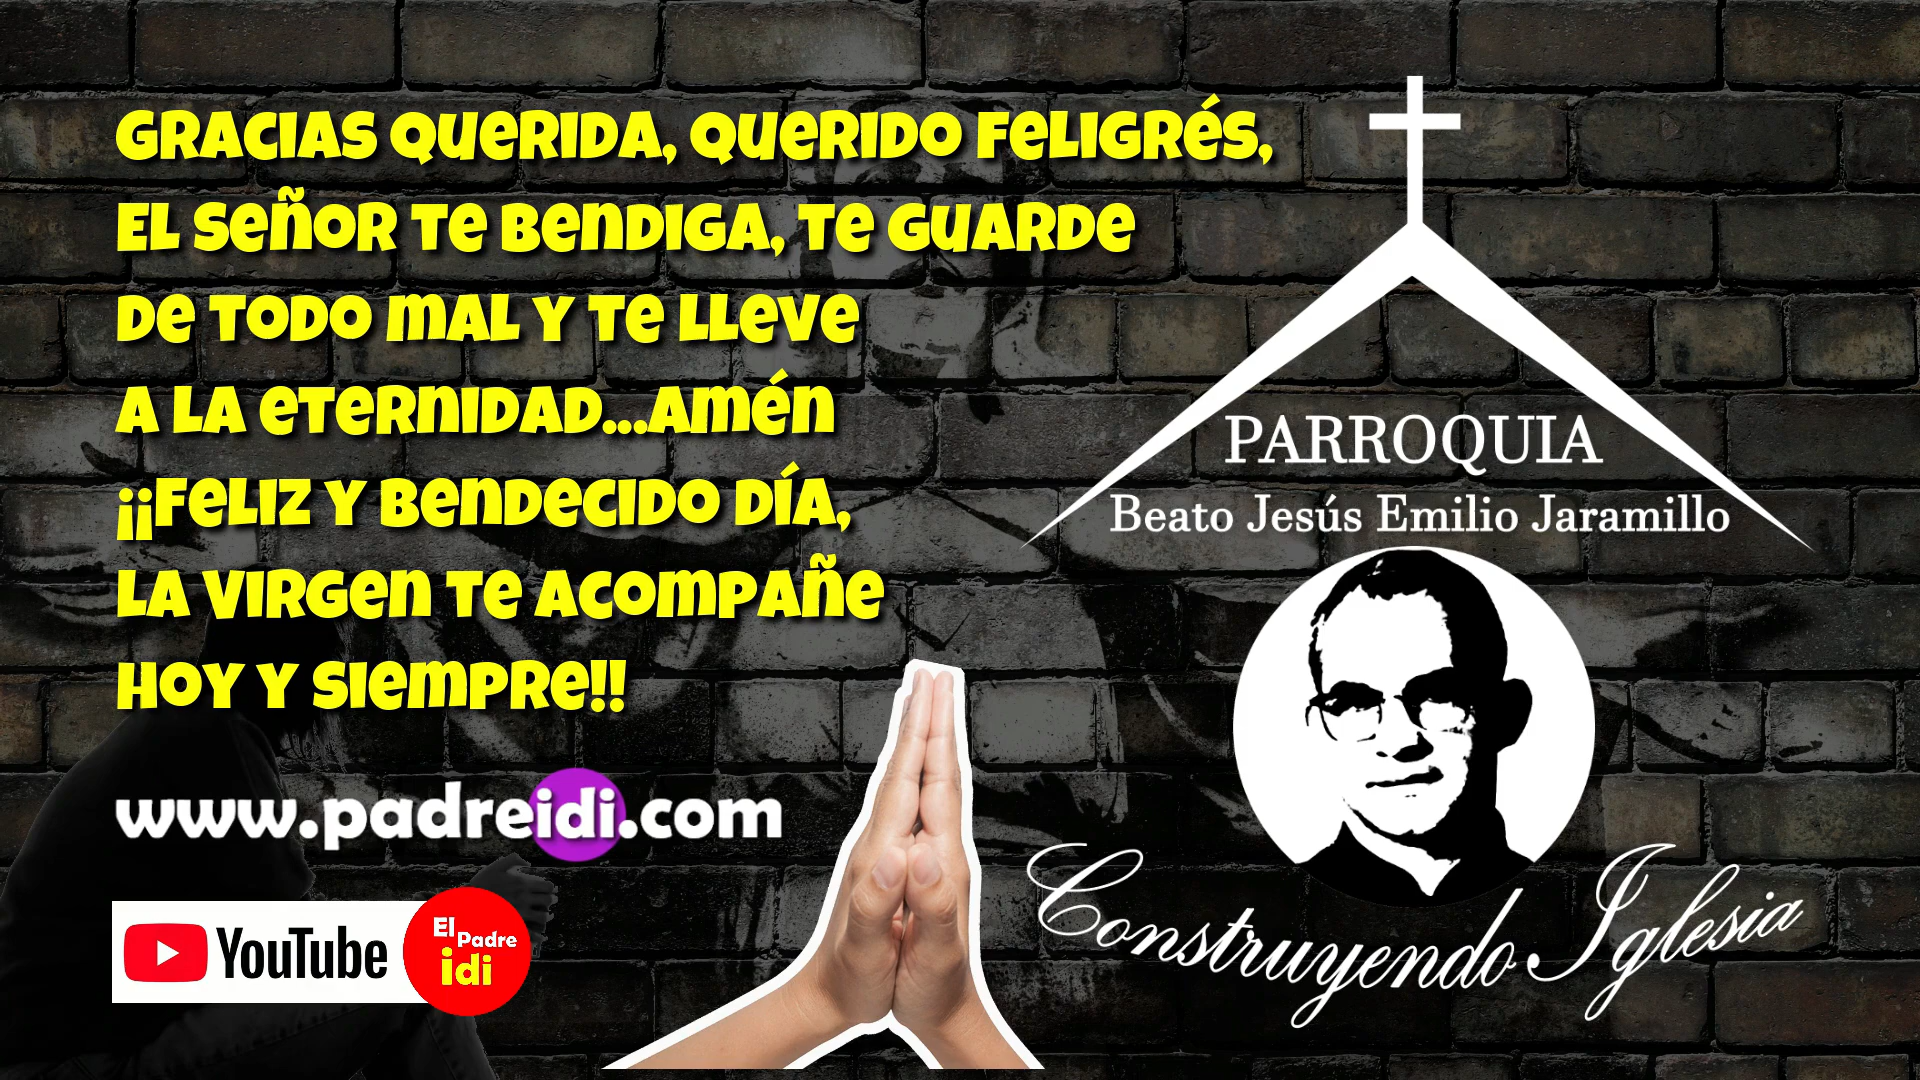 Gracias querida, querido feligrés,
el Señor te bendiga, te guarde
de todo mal y te lleve
a la eternidad...Amén
¡¡Feliz y bendecido día,
la Virgen te acompañe
hoy y siempre!!
www.padreidi.com
YouTube
El Padre
idi
PARROQUIA
Beato Jesús Emilio Jaramillo
Construyendo Iglesia